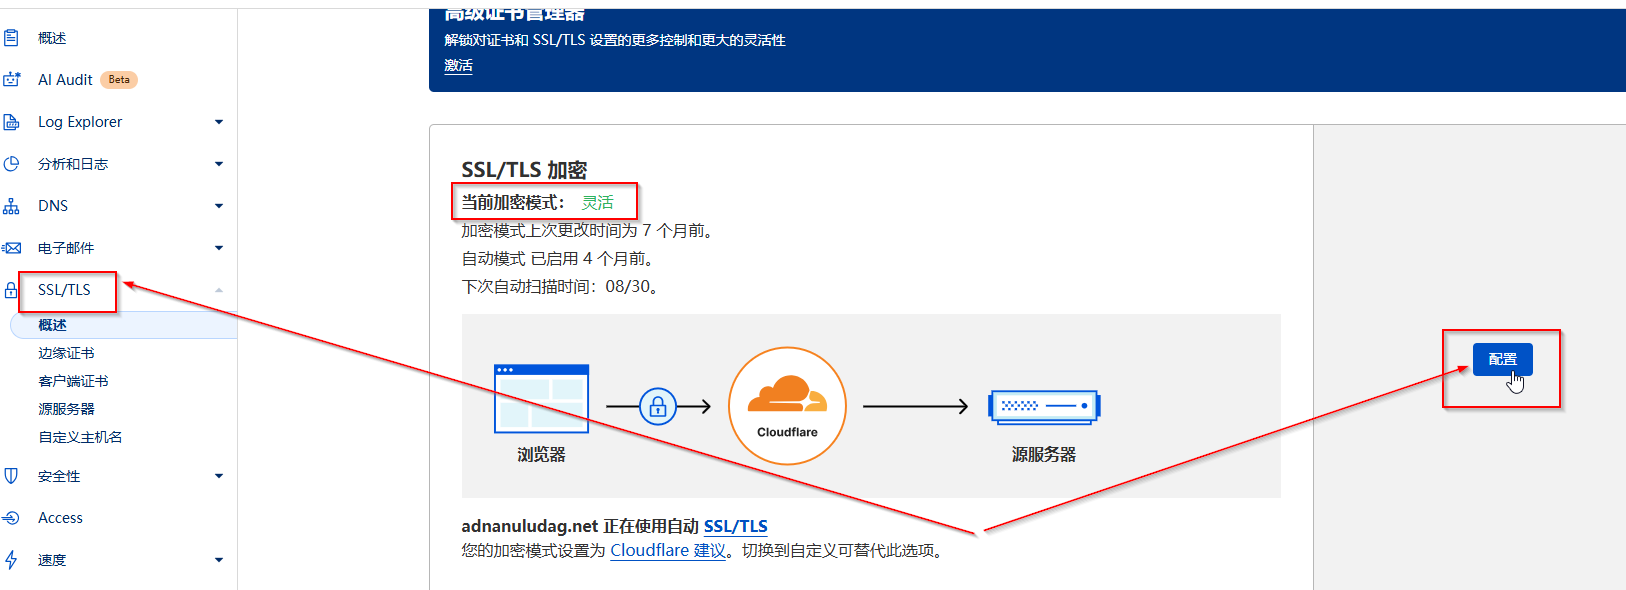 概述
AI Audit Beta
Log Explorer
分析和日志
DNS
电子邮件
SSL/TLS
概述
边缘证书
客户端证书
源服务器
自定义主机名
安全性
Access
速度
高级证书管理器
解锁对证书和 SSL/TLS 设置的更多控制和更大的灵活性
激活
SSL/TLS 加密
当前加密模式： 灵活
加密模式上次更改时间为 7 个月前。
自动模式 已启用 4 个月前。
下次自动扫描时间：08/30。
浏览器
Cloudflare
源服务器
adnanuludag.net 正在使用自动 SSL/TLS
您的加密模式设置为 Cloudflare 建议。切换到自定义可替代此选项。
配置